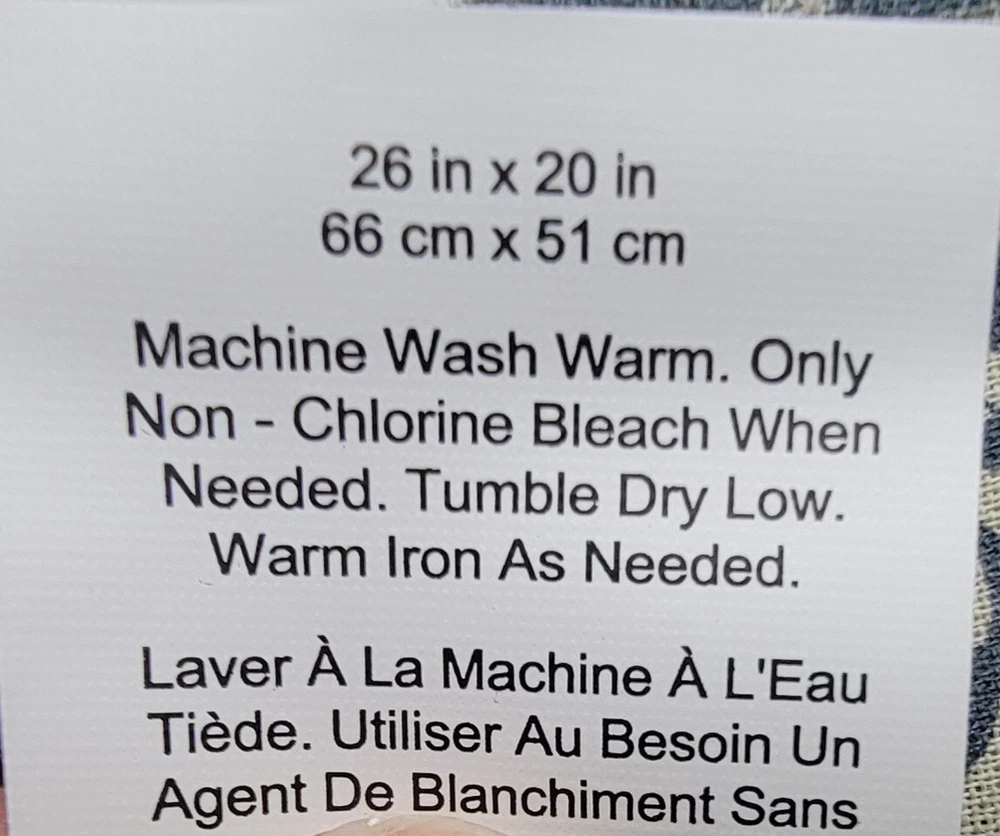 26 in x 20 in
66 cm x 51 cm
Machine Wash Warm. Only
Non - Chlorine Bleach When
Needed. Tumble Dry Low.
Warm Iron As Needed.
Laver À La Machine À L'Eau
Tiède. Utiliser Au Besoin Un
Agent De Blanchiment Sans